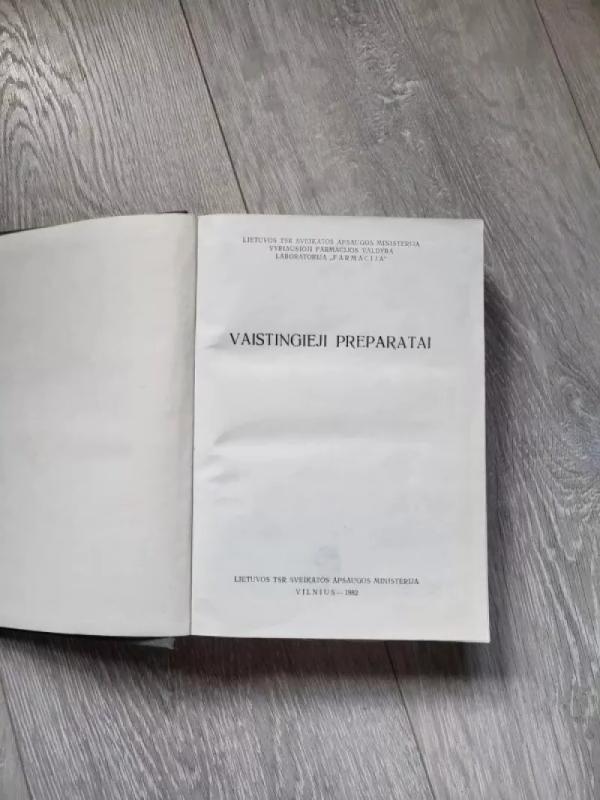 LIETUVOS TSR SVEIKATOS APSAUGOS MINISTERIJA
VYRIAUSIOJI FARMACIJOS VALDYBA
LABORATORIJA „FARMACIJA“
VAISTINGIEJI PREPARATAI
LIETUVOS TSR SVEIKATOS APSAUGOS MINISTERIJA
VILNIUS — 1982